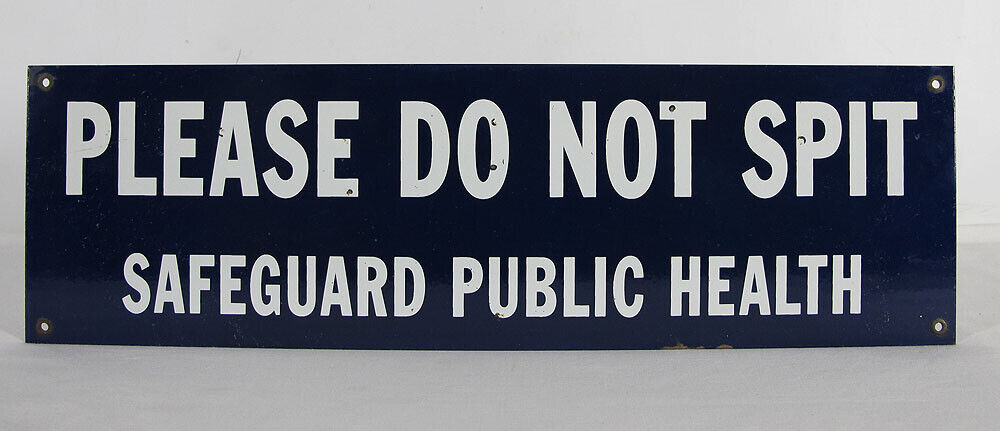 PLEASE DO NOT SPIT
SAFEGUARD PUBLIC HEALTH